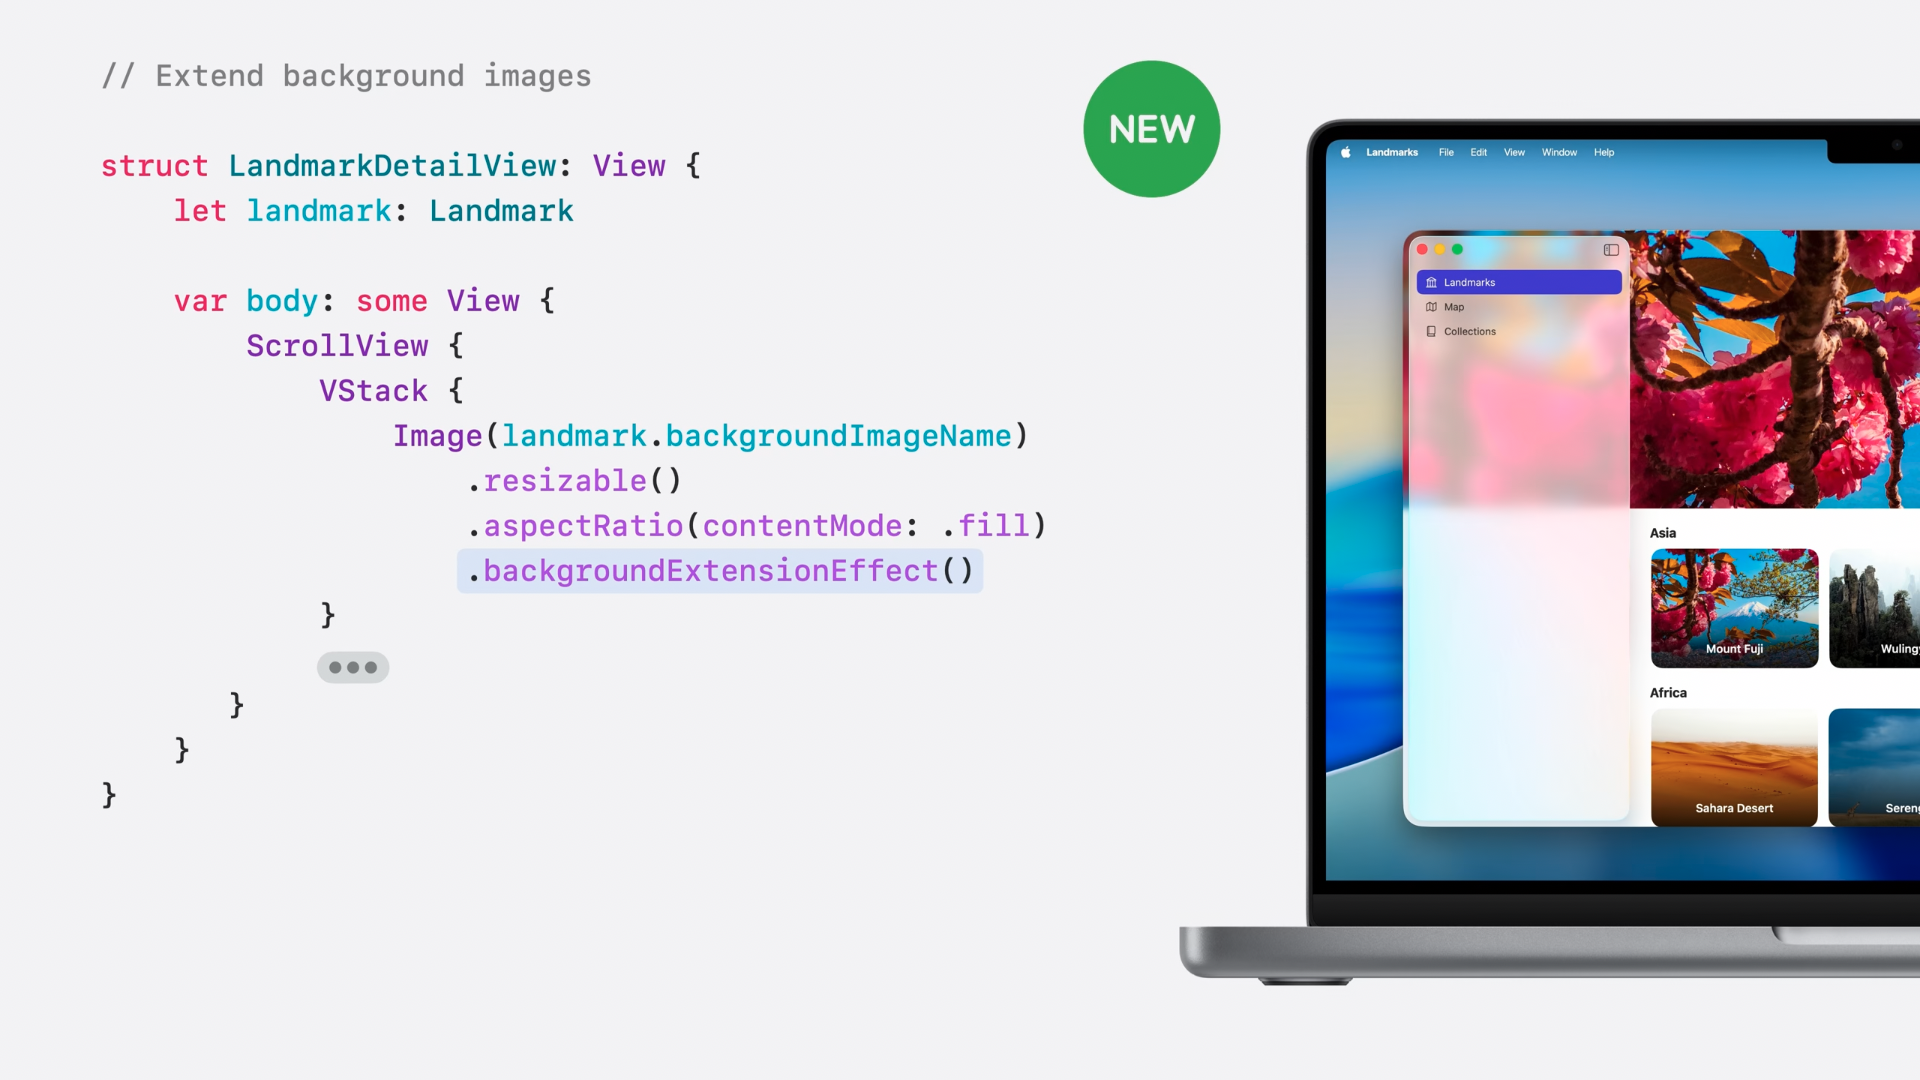 // Extend background images
struct LandmarkDetailView: View {
    let landmark: Landmark
    var body: some View {
        ScrollView {
            VStack {
                Image(landmark.backgroundImageName)
                    .resizable()
                    .aspectRatio(contentMode: .fill)
                    .backgroundExtensionEffect()
            }
            •••
        }
    }
}
NEW
Landmarks File Edit View Window Help
Landmarks
Map
Collections
Asia
Mount Fuji
Africa
Sahara Desert